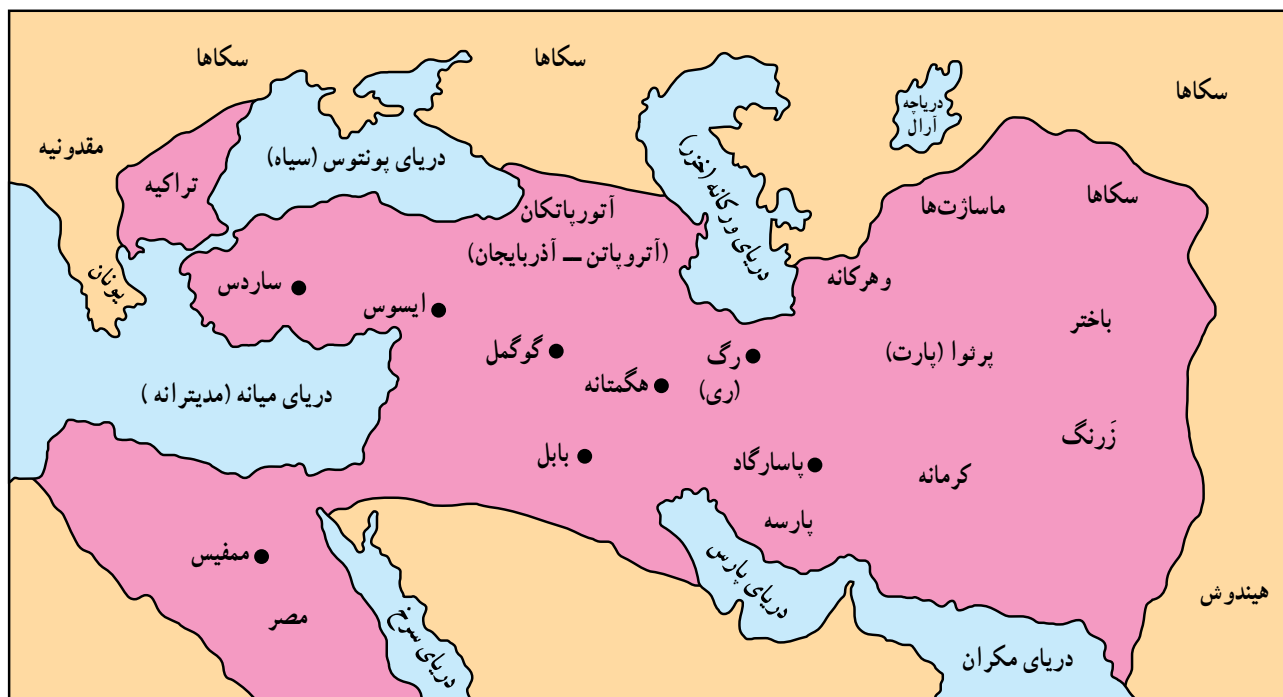 سکاها
سکاها
سکاها
دریاچه
آرال
مقدونیه
دریای پونتوس (سیاه)
دریای ورکانه (خزر)
تراکیه
آتورپاتکان
(آتروپاتن ــ آذربایجان)
ماساژت‌ها
سکاها
یونان
ساردس
ایسوس
وهرکانه
باختر
گوگمل
هگمتانه
رگ
(ری)
پرثوا (پارت)
دریای میانه (مدیترانه )
بابل
پاسارگاد
کرمانه
زَرنگ
پارسه
ممفیس
مصر
دریای سرخ
دریای پارس
دریای مکران
هیندوش